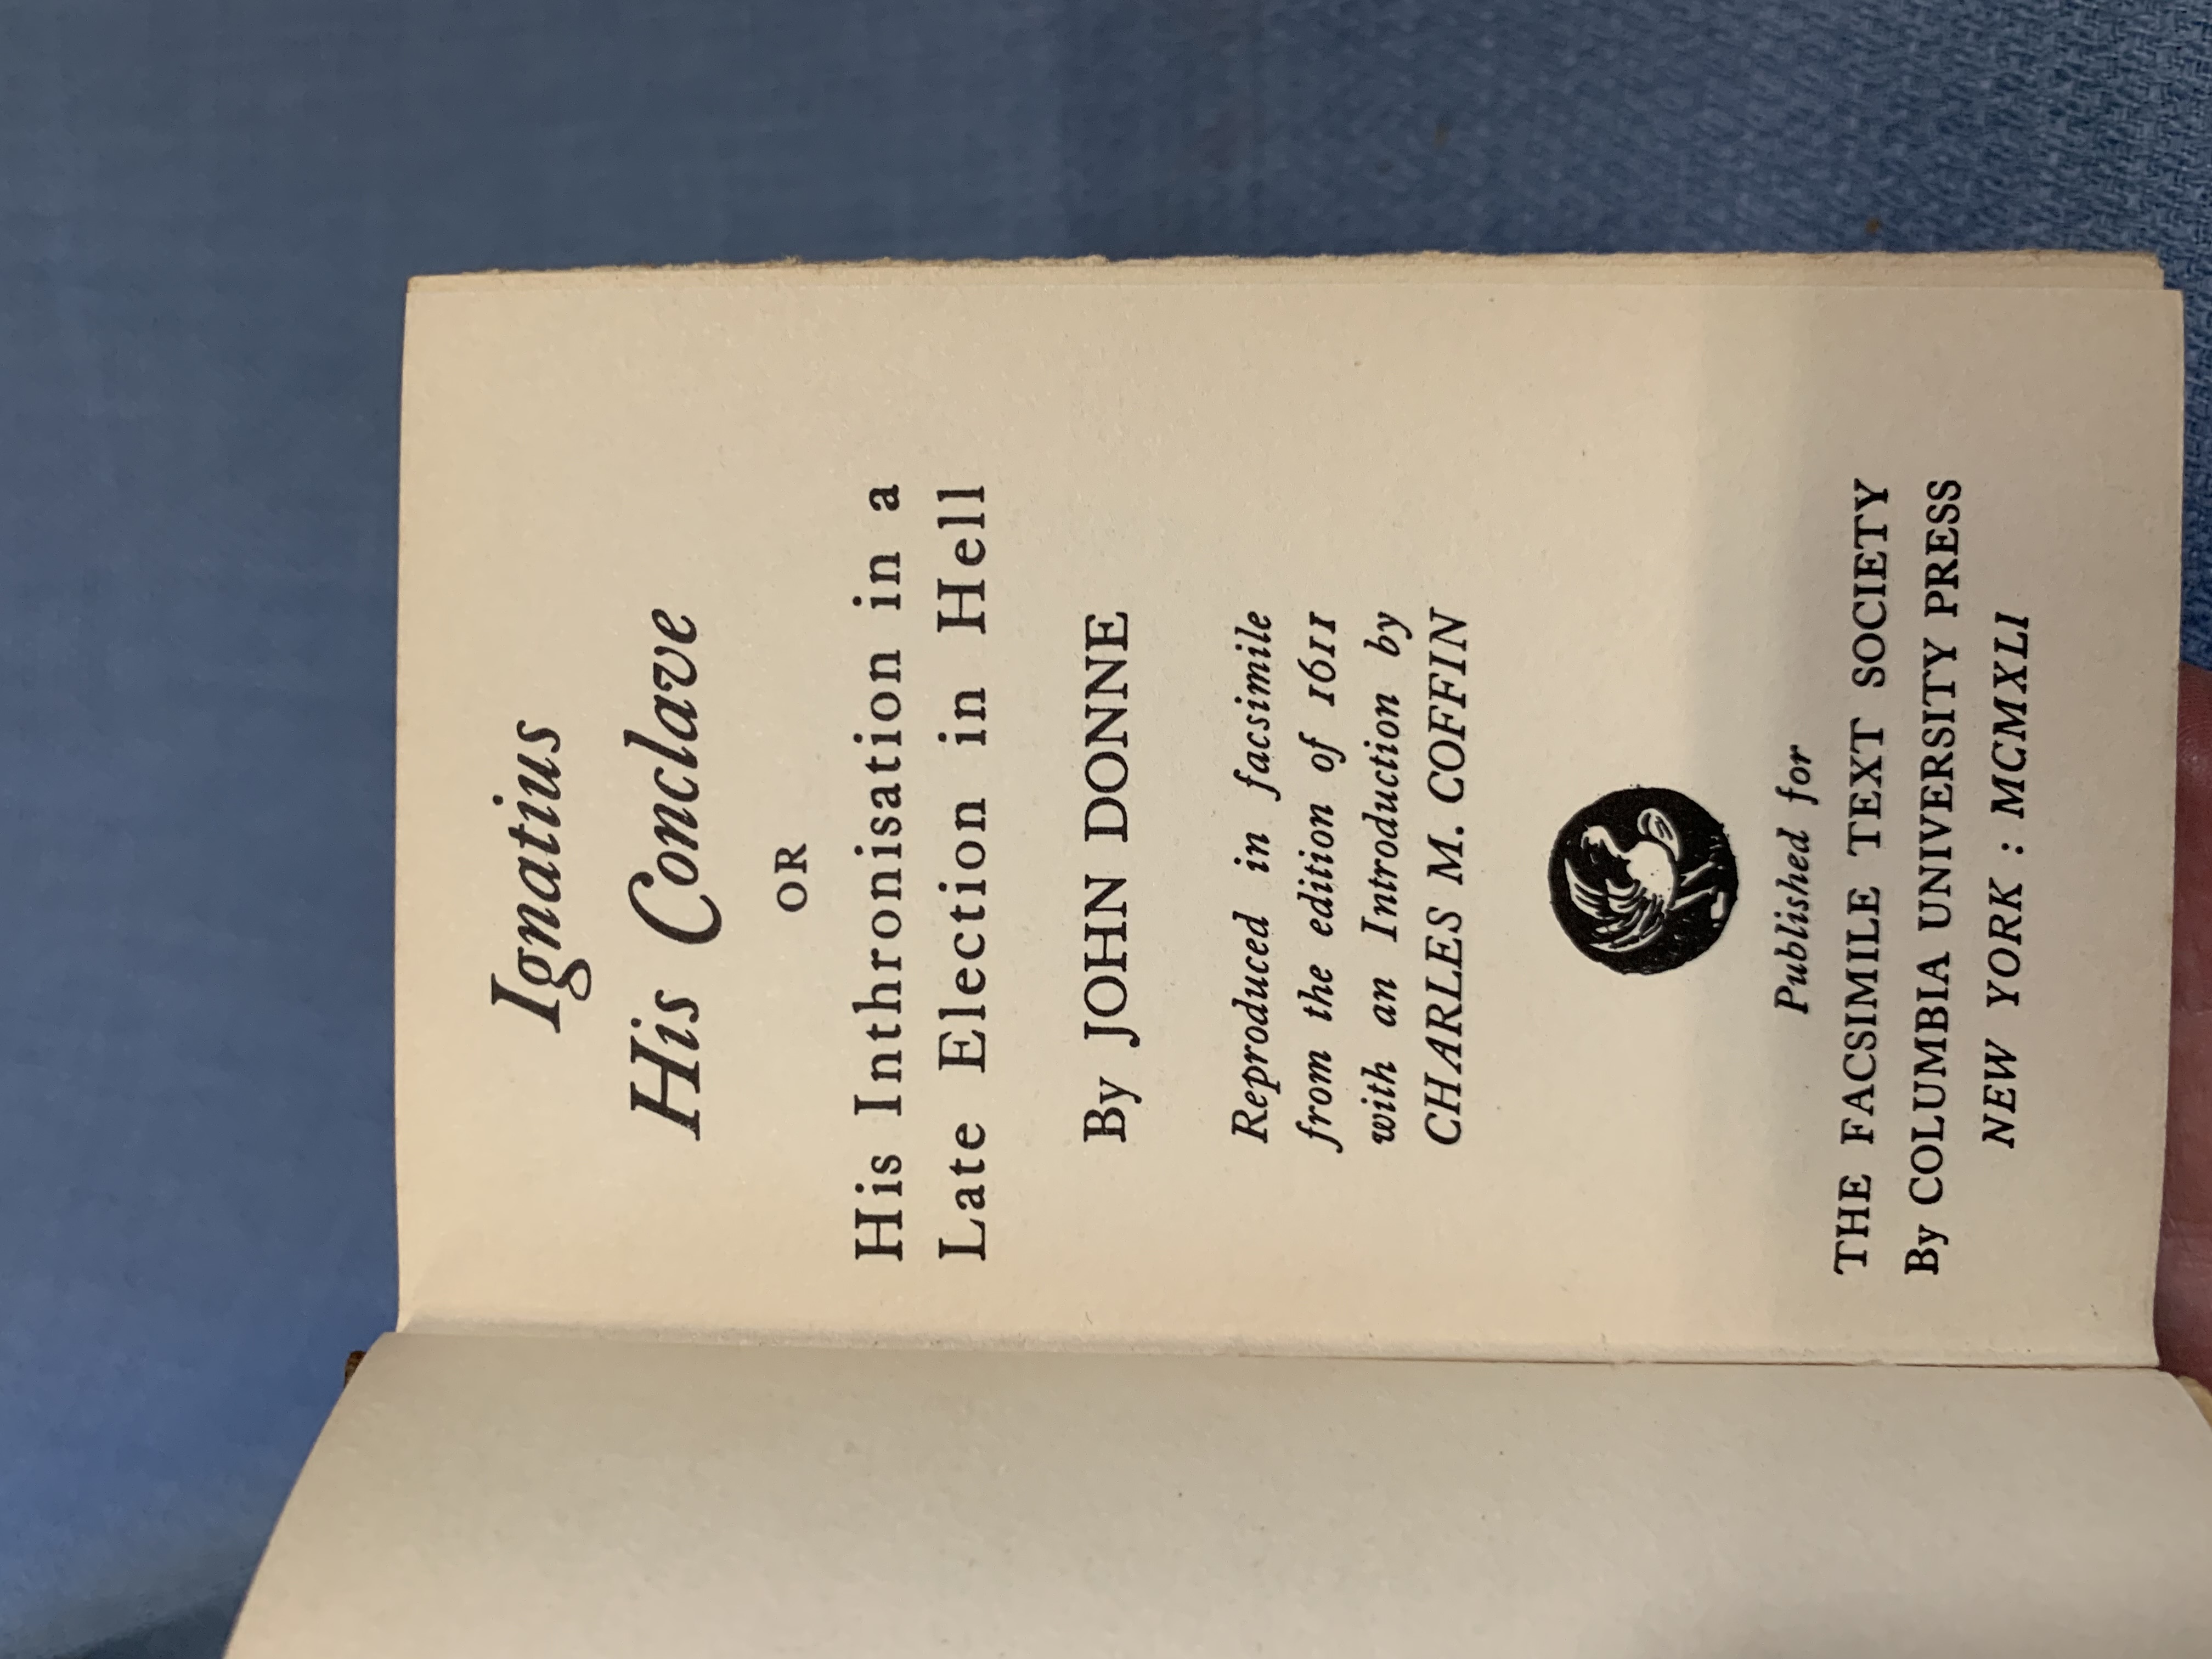 Ignatius
His Conclave
OR
His Inthronisation in a
Late Election in Hell
By JOHN DONNE
Reproduced in facsimile
from the edition of 1611
with an Introduction by
CHARLES M. COFFIN
Published for
THE FACSIMILE TEXT SOCIETY
By COLUMBIA UNIVERSITY PRESS
NEW YORK : MCMXLI